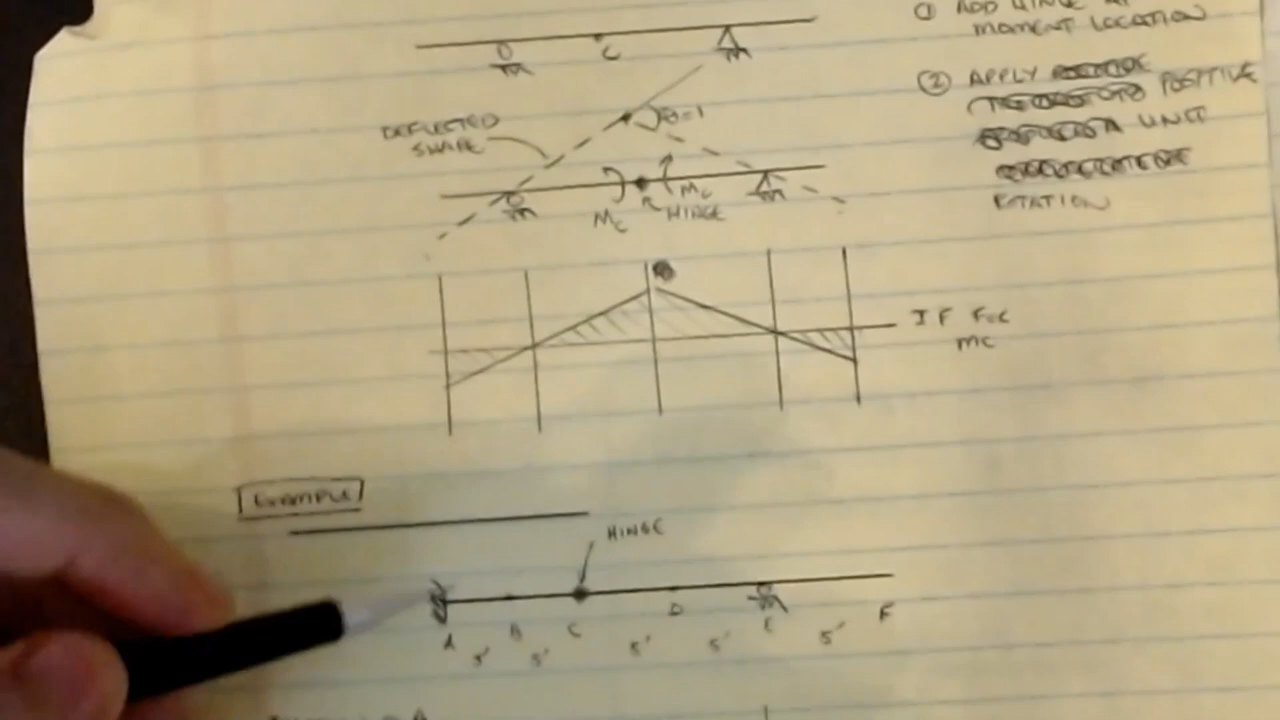 ① ADD HINGE AT
MOMENT LOCATION
C
② APPLY
POSITIVE
UNIT
ROTATION
DEFLECTED
SHAPE
θ=1
Mc
Mc
HINGE
IF For
Mc
Example
HINGE
A 5' B 5' C 5' D 5' E 5' F